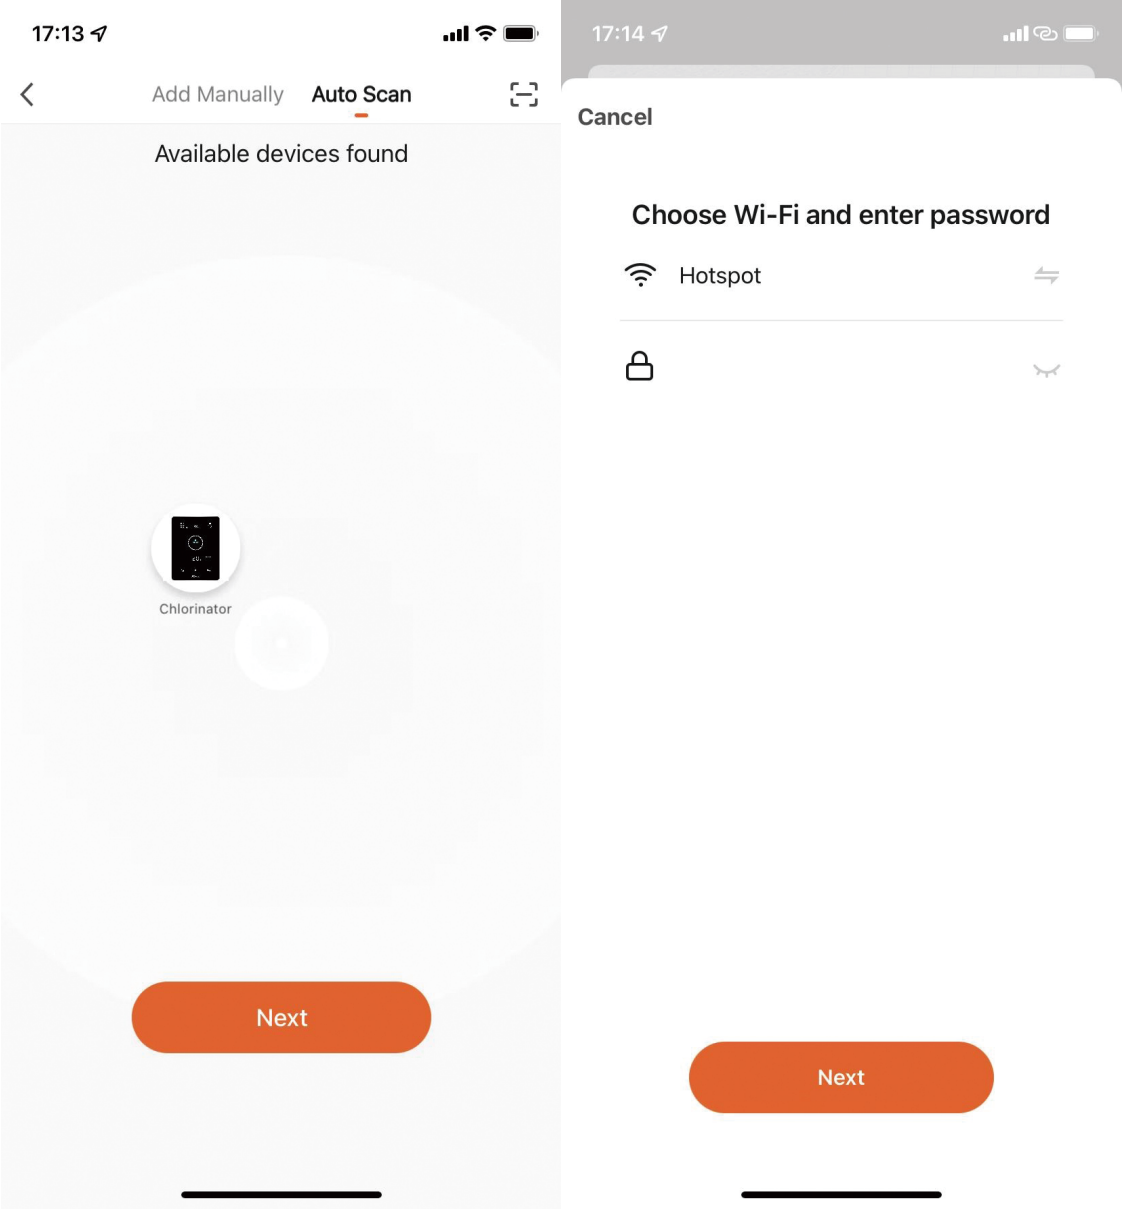 17:13
Add Manually Auto Scan
Available devices found
Chlorinator
Next
17:14
Cancel
Choose Wi-Fi and enter password
Hotspot
Next